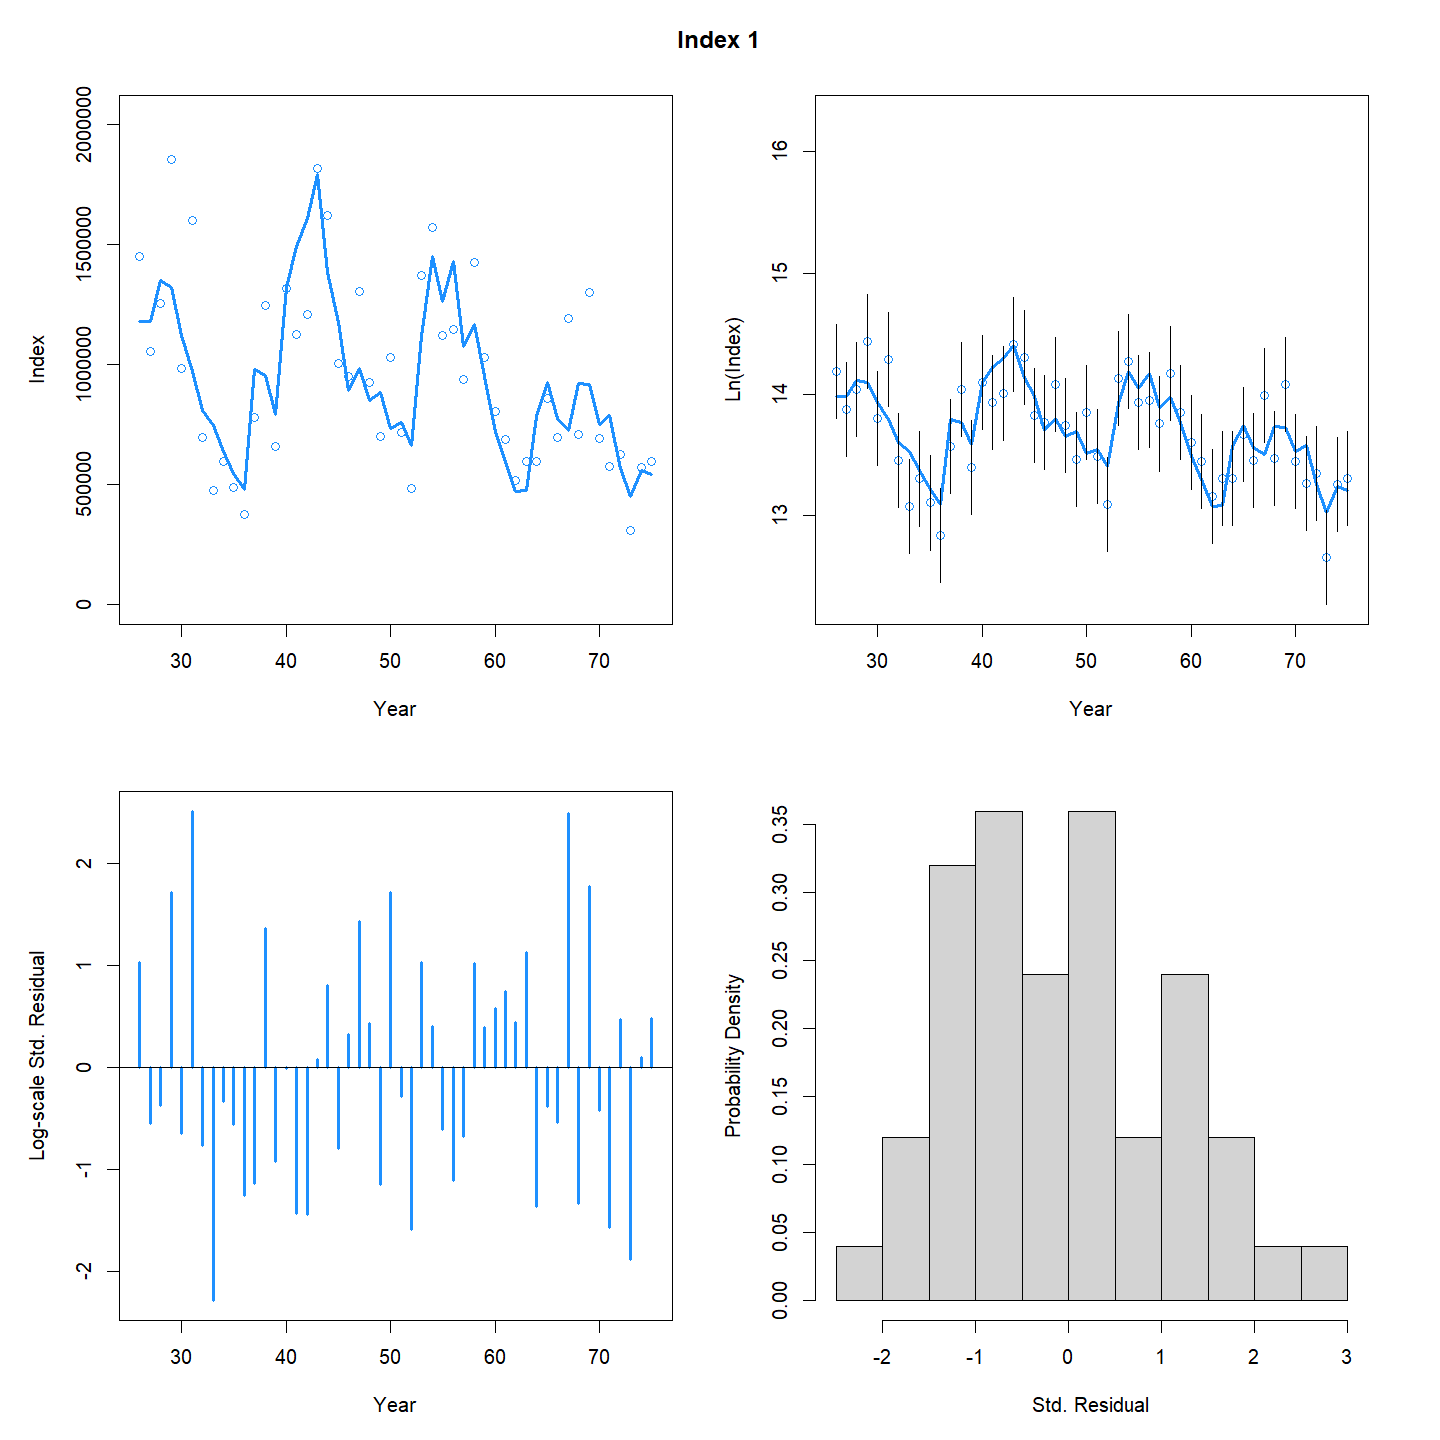 Index 1
Index
0
500000
1000000
1500000
2000000
30 40 50 60 70
Year
Ln(Index)
13
14
15
16
30 40 50 60 70
Year
Log-scale Std. Residual
-2
-1
0
1
2
30 40 50 60 70
Year
Probability Density
0.00
0.05
0.10
0.15
0.20
0.25
0.30
0.35
-2 -1 0 1 2 3
Std. Residual